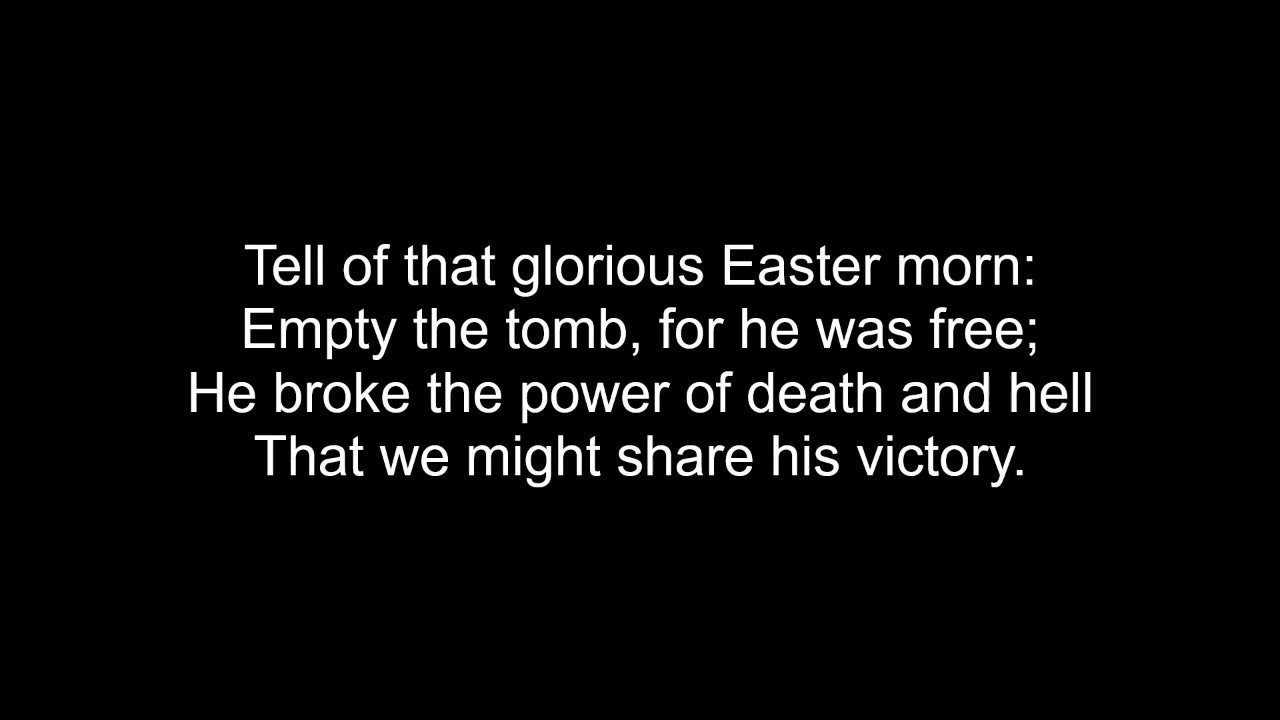 Tell of that glorious Easter morn:
Empty the tomb, for he was free;
He broke the power of death and hell
That we might share his victory.